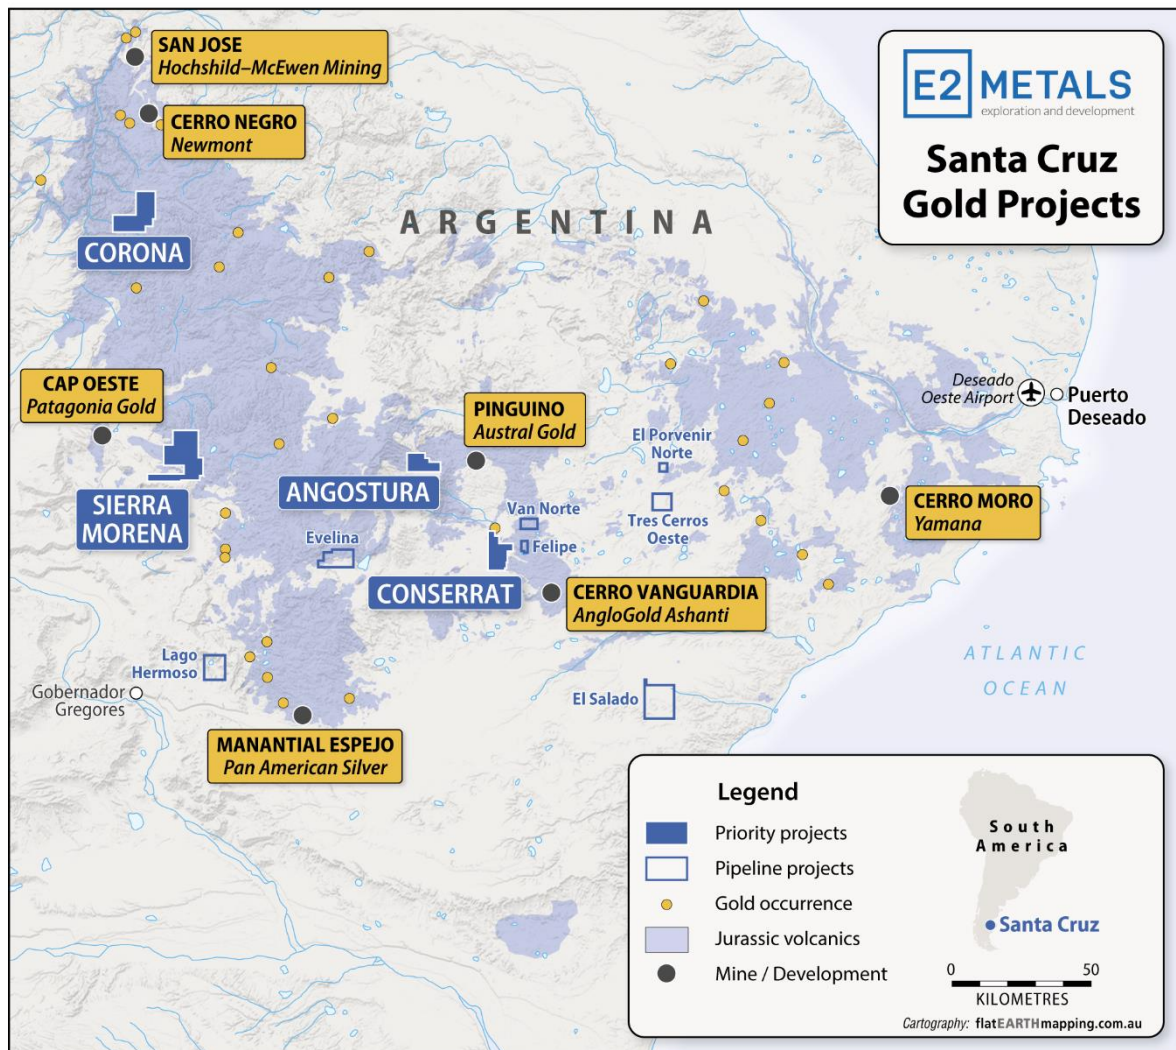 SAN JOSE
Hochshild–McEwen Mining
CERRO NEGRO
Newmont
E2 METALS
exploration and development
Santa Cruz
Gold Projects
ARGENTINA
CORONA
CAP OESTE
Patagonia Gold
PINGUINO
Austral Gold
Deseado
Oeste Airport
Puerto
Deseado
El Porvenir
Norte
SIERRA
MORENA
ANGOSTURA
CERRO MORO
Yamana
Van Norte
Tres Cerros
Oeste
Evelina
Felipe
CONSERRAT
CERRO VANGUARDIA
AngloGold Ashanti
Lago
Hermoso
ATLANTIC
OCEAN
Gobernador
Gregores
El Salado
MANANTIAL ESPEJO
Pan American Silver
Legend
Priority projects
Pipeline projects
Gold occurrence
Jurassic volcanics
Mine / Development
South
America
Santa Cruz
0 50
KILOMETRES
Cartography: flatEARTHmapping.com.au